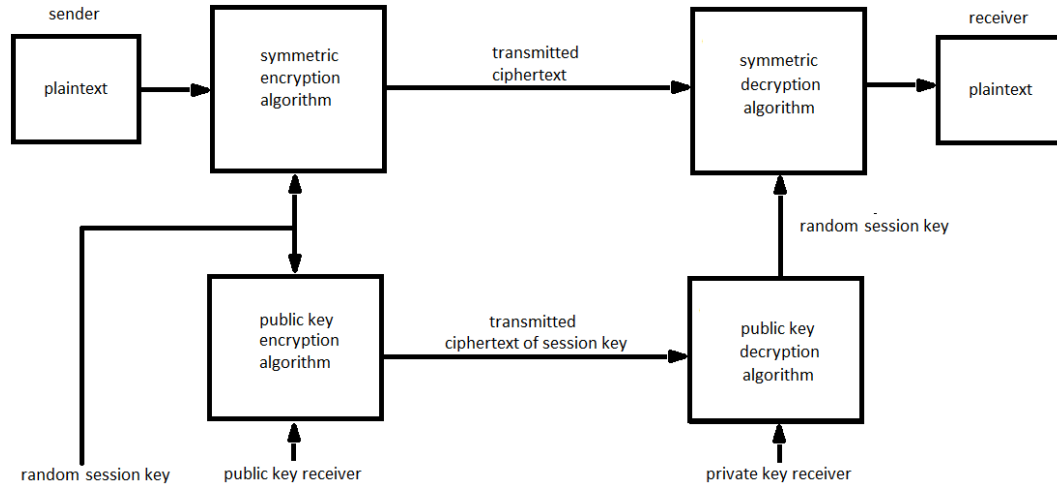 sender
receiver
plaintext
symmetric
encryption
algorithm
transmitted
ciphertext
symmetric
decryption
algorithm
plaintext
random session key
public key
encryption
algorithm
transmitted
ciphertext of session key
public key
decryption
algorithm
random session key
public key receiver
private key receiver